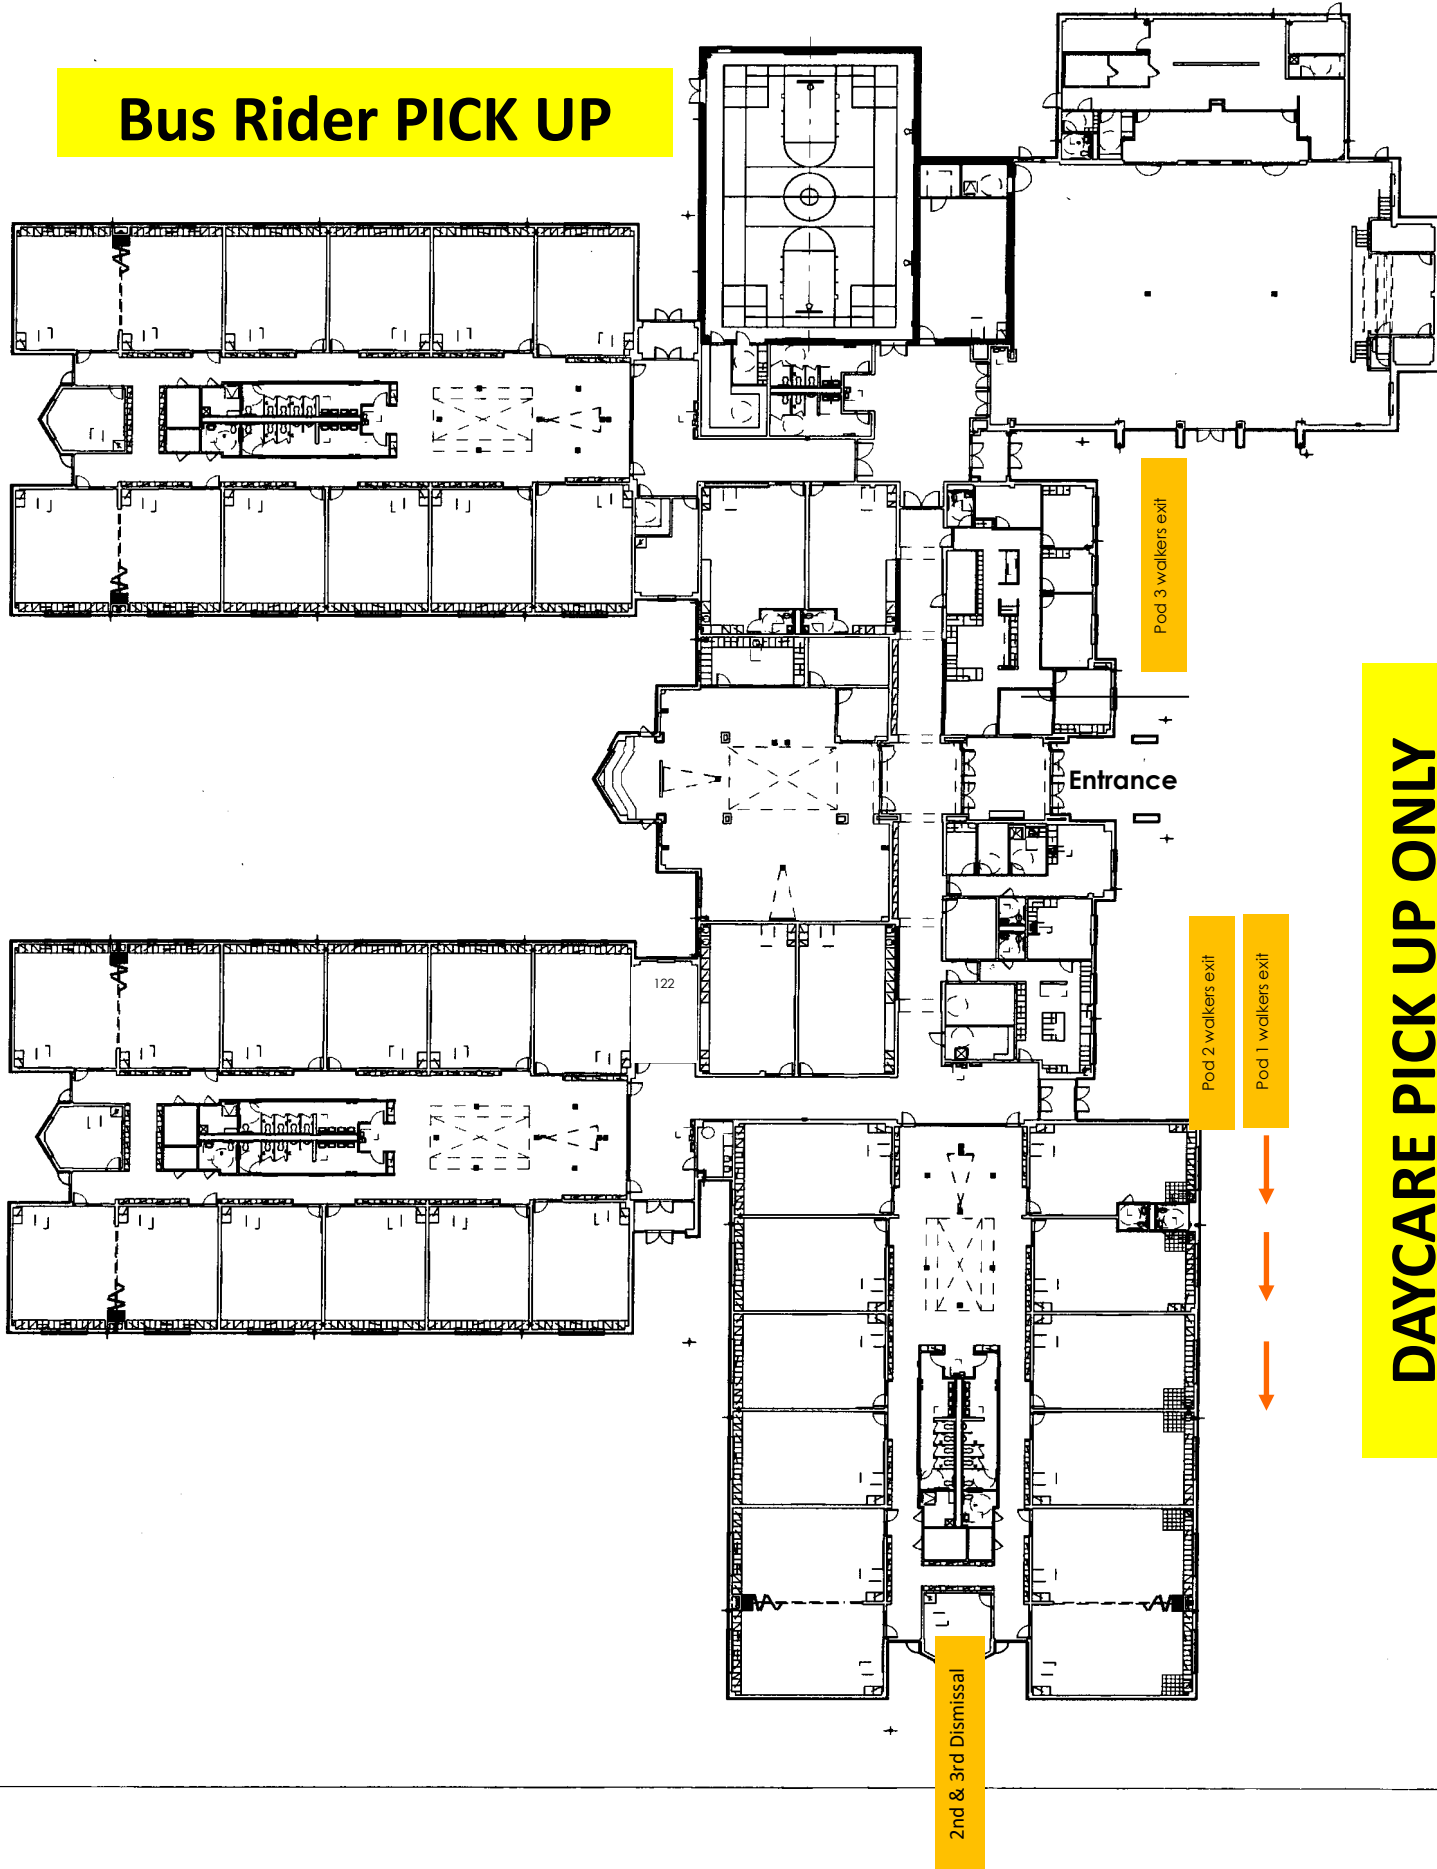 Bus Rider PICK UP
Pod 3 walkers exit
Entrance
DAYCARE PICK UP ONLY
Pod 2 walkers exit
Pod 1 walkers exit
122
2nd & 3rd Dismissal